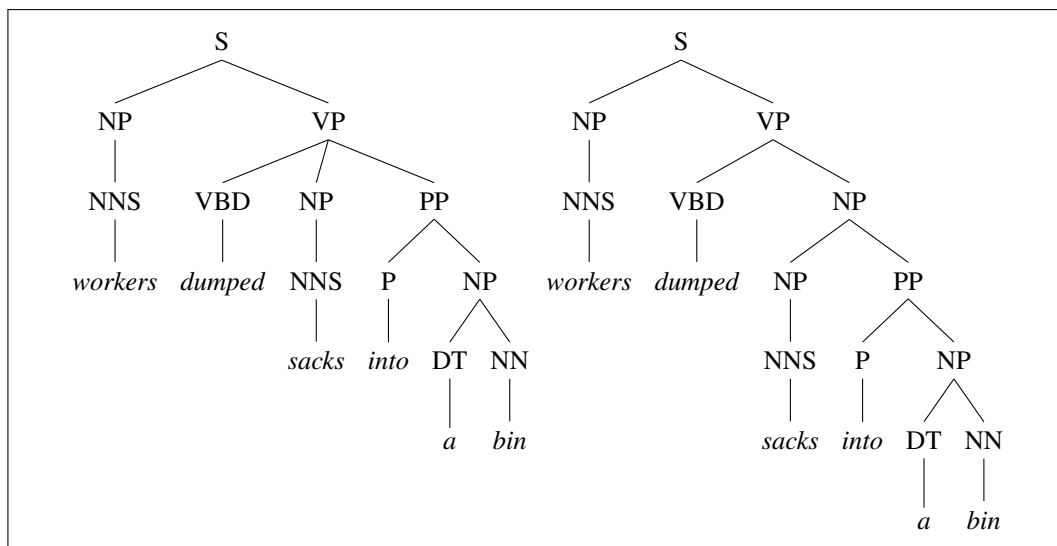 S S
NP VP NP VP
NNS VBD NP PP NNS VBD NP
workers dumped NNS P NP workers dumped NP PP
sacks into DT NN NNS P NP
a bin sacks into DT NN
a bin